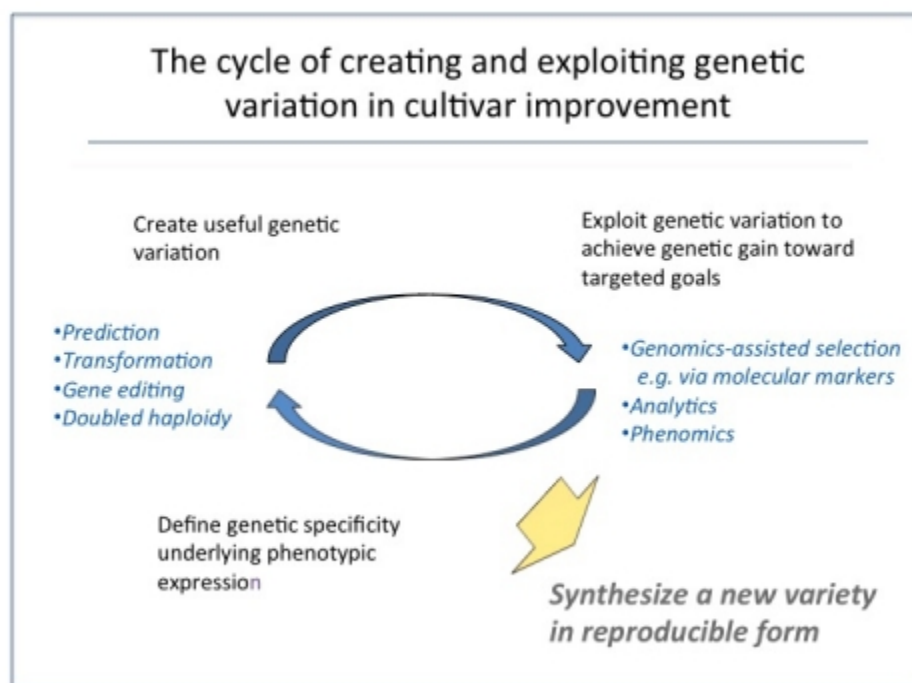 The cycle of creating and exploiting genetic
variation in cultivar improvement
Create useful genetic
variation
Exploit genetic variation to
achieve genetic gain toward
targeted goals
•Prediction
•Transformation
•Gene editing
•Doubled haploidy
•Genomics-assisted selection
e.g. via molecular markers
•Analytics
•Phenomics
Define genetic specificity
underlying phenotypic
expression
Synthesize a new variety
in reproducible form